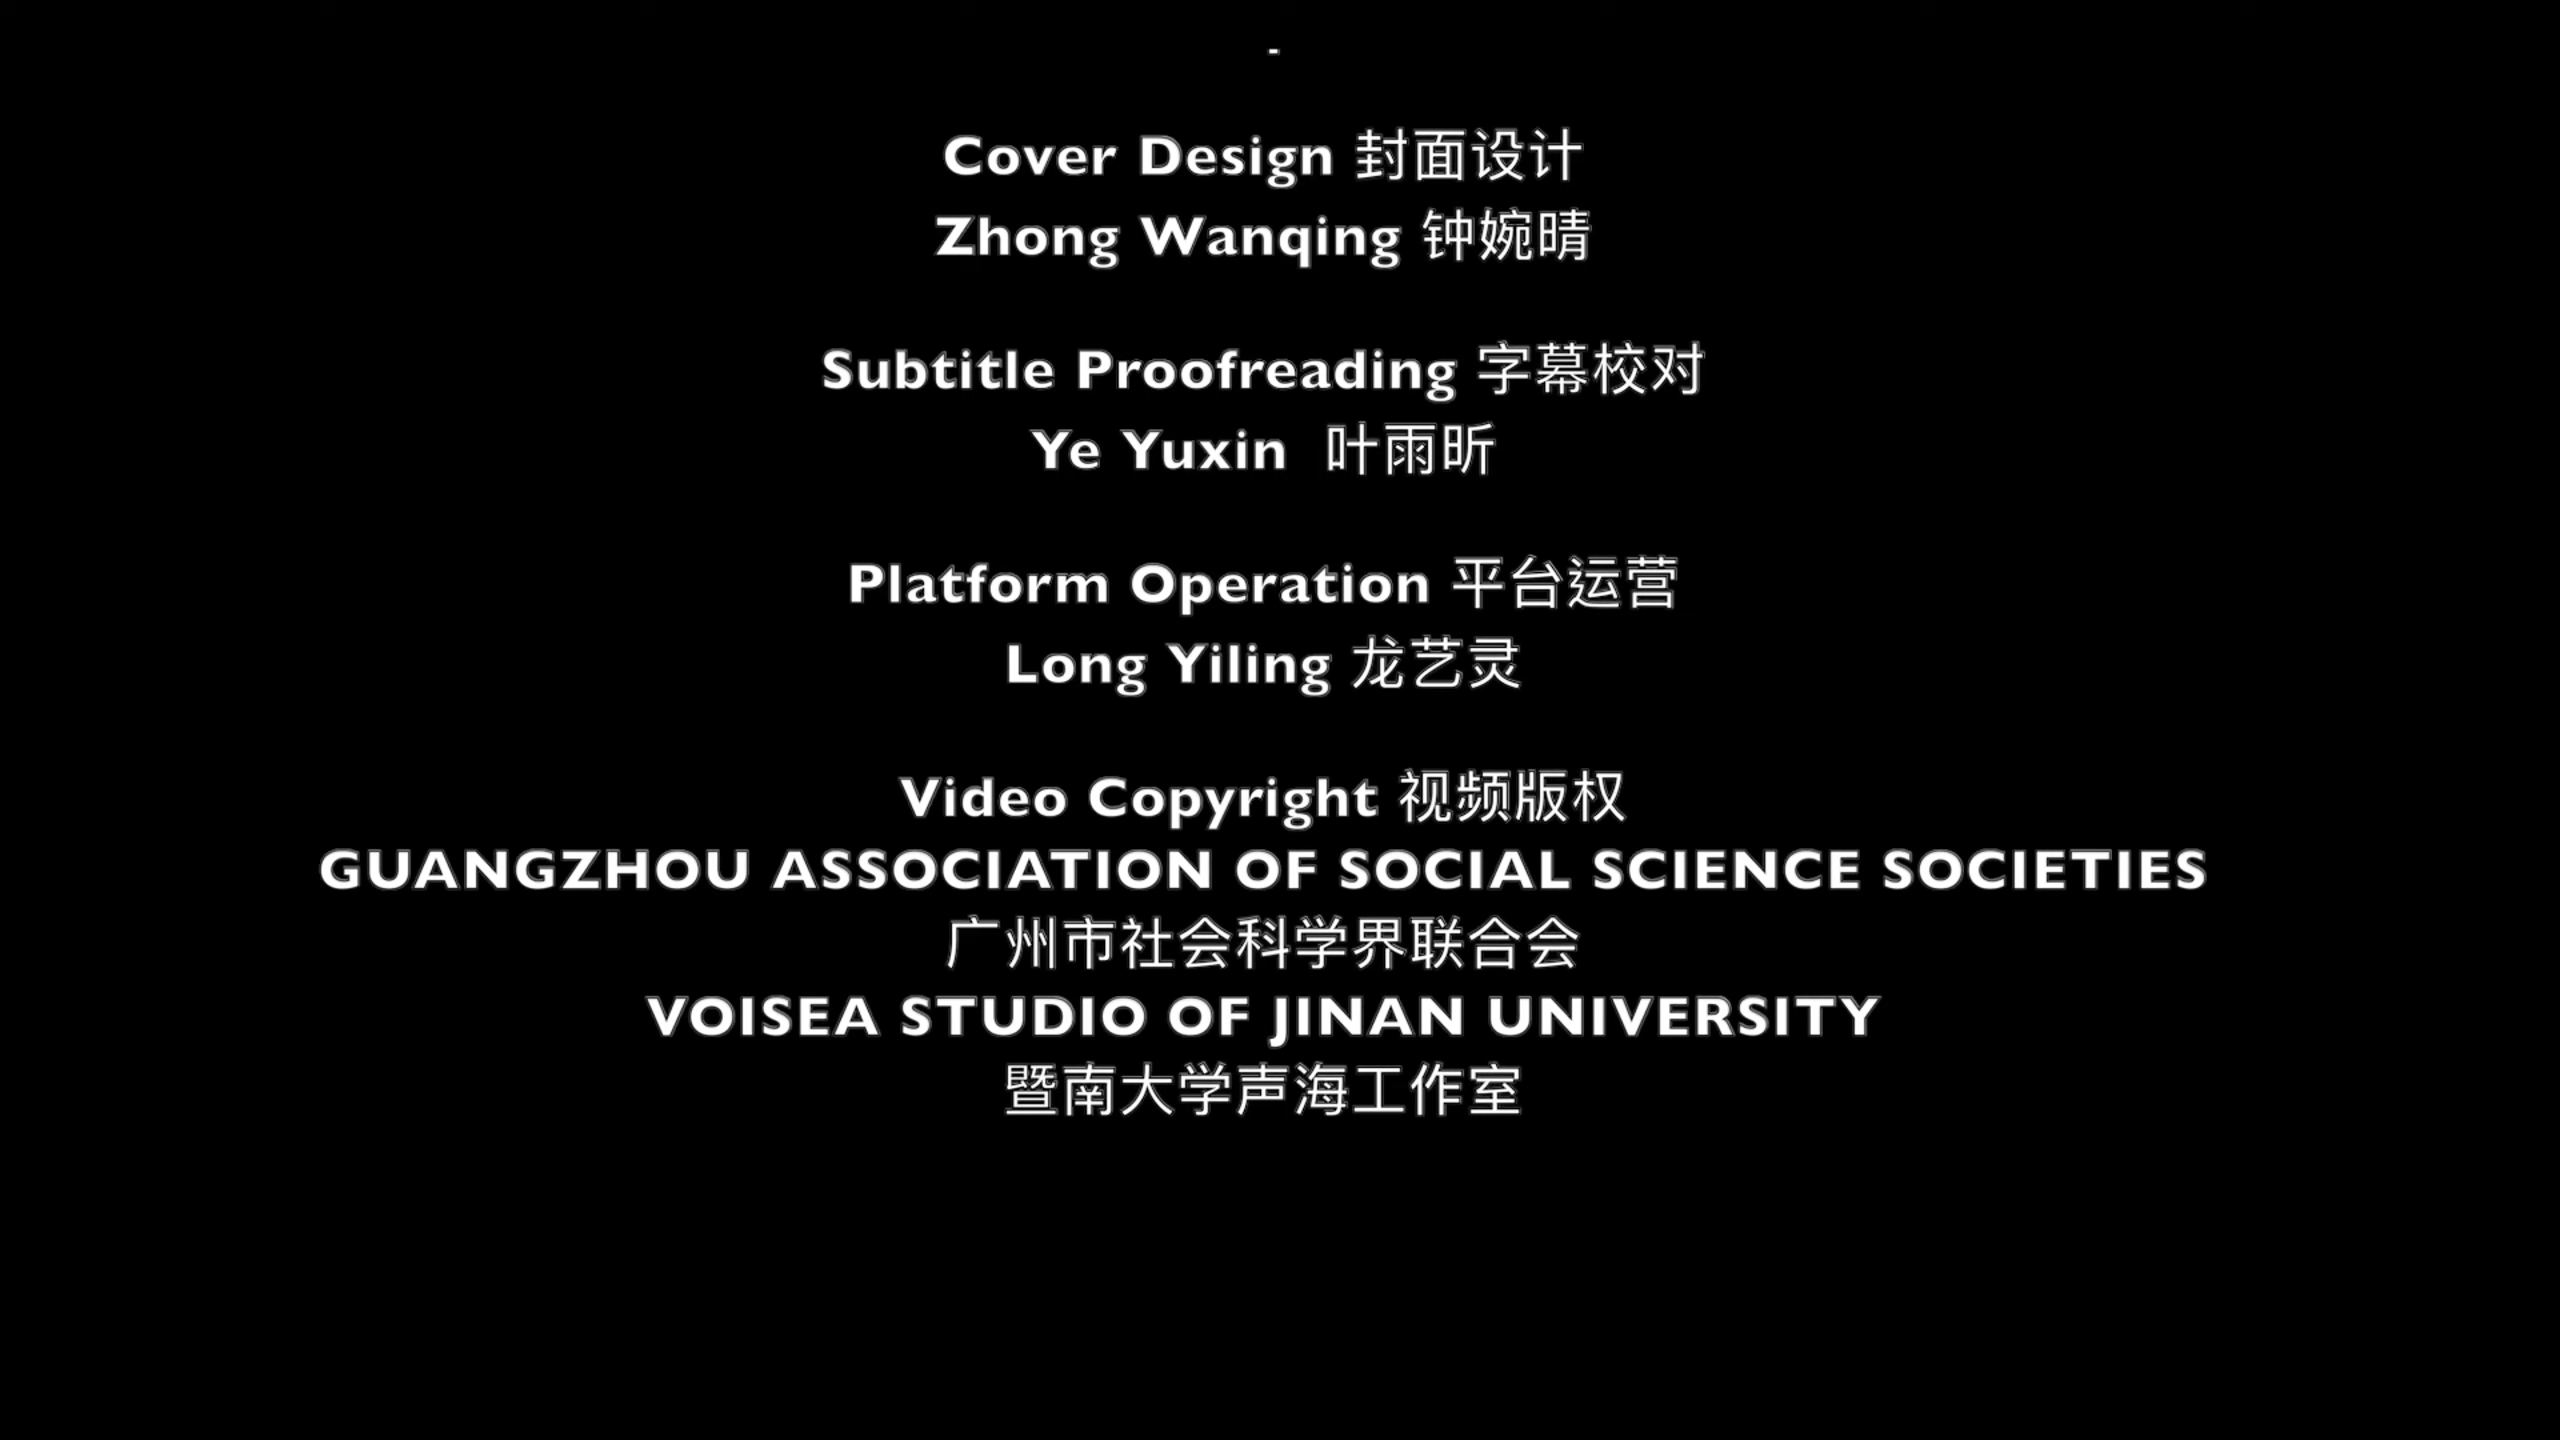 -
Cover Design 封面设计
Zhong Wanqing 钟婉晴
Subtitle Proofreading 字幕校对
Ye Yuxin 叶雨昕
Platform Operation 平台运营
Long Yiling 龙艺灵
Video Copyright 视频版权
GUANGZHOU ASSOCIATION OF SOCIAL SCIENCE SOCIETIES
广州市社会科学界联合会
VOISEA STUDIO OF JINAN UNIVERSITY
暨南大学声海工作室